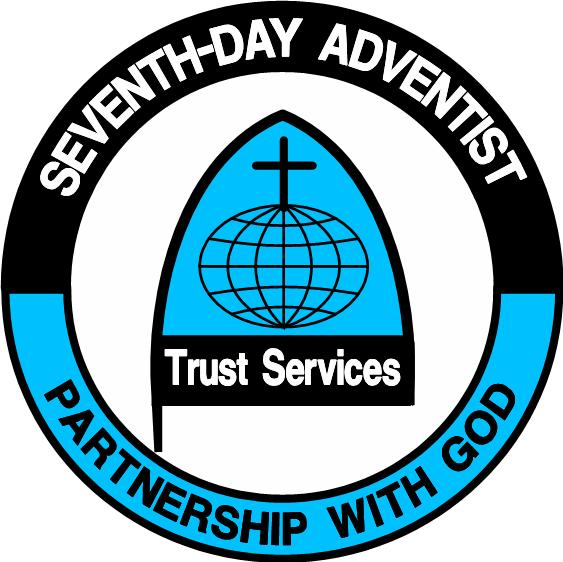 SEVENTH-DAY ADVENTIST
Trust Services
PARTNERSHIP WITH GOD